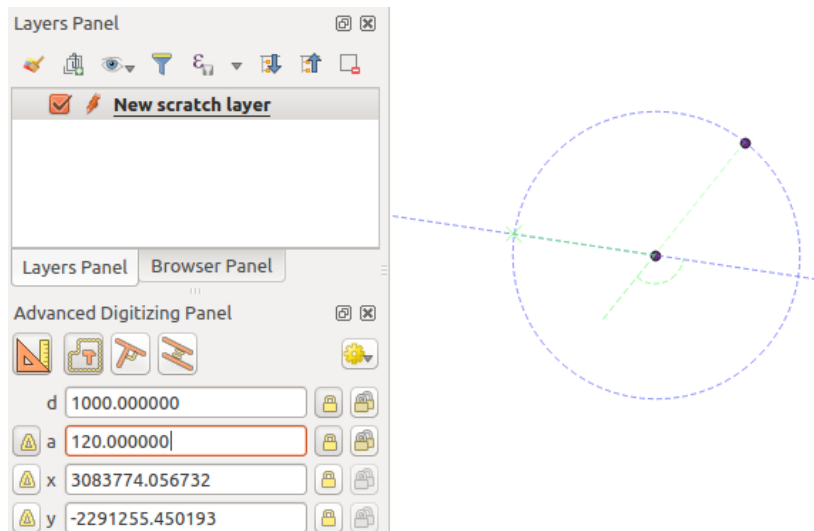 Layers Panel
New scratch layer
Layers Panel Browser Panel
Advanced Digitizing Panel
d 1000.000000
a 120.000000
x 3083774.056732
y -2291255.450193